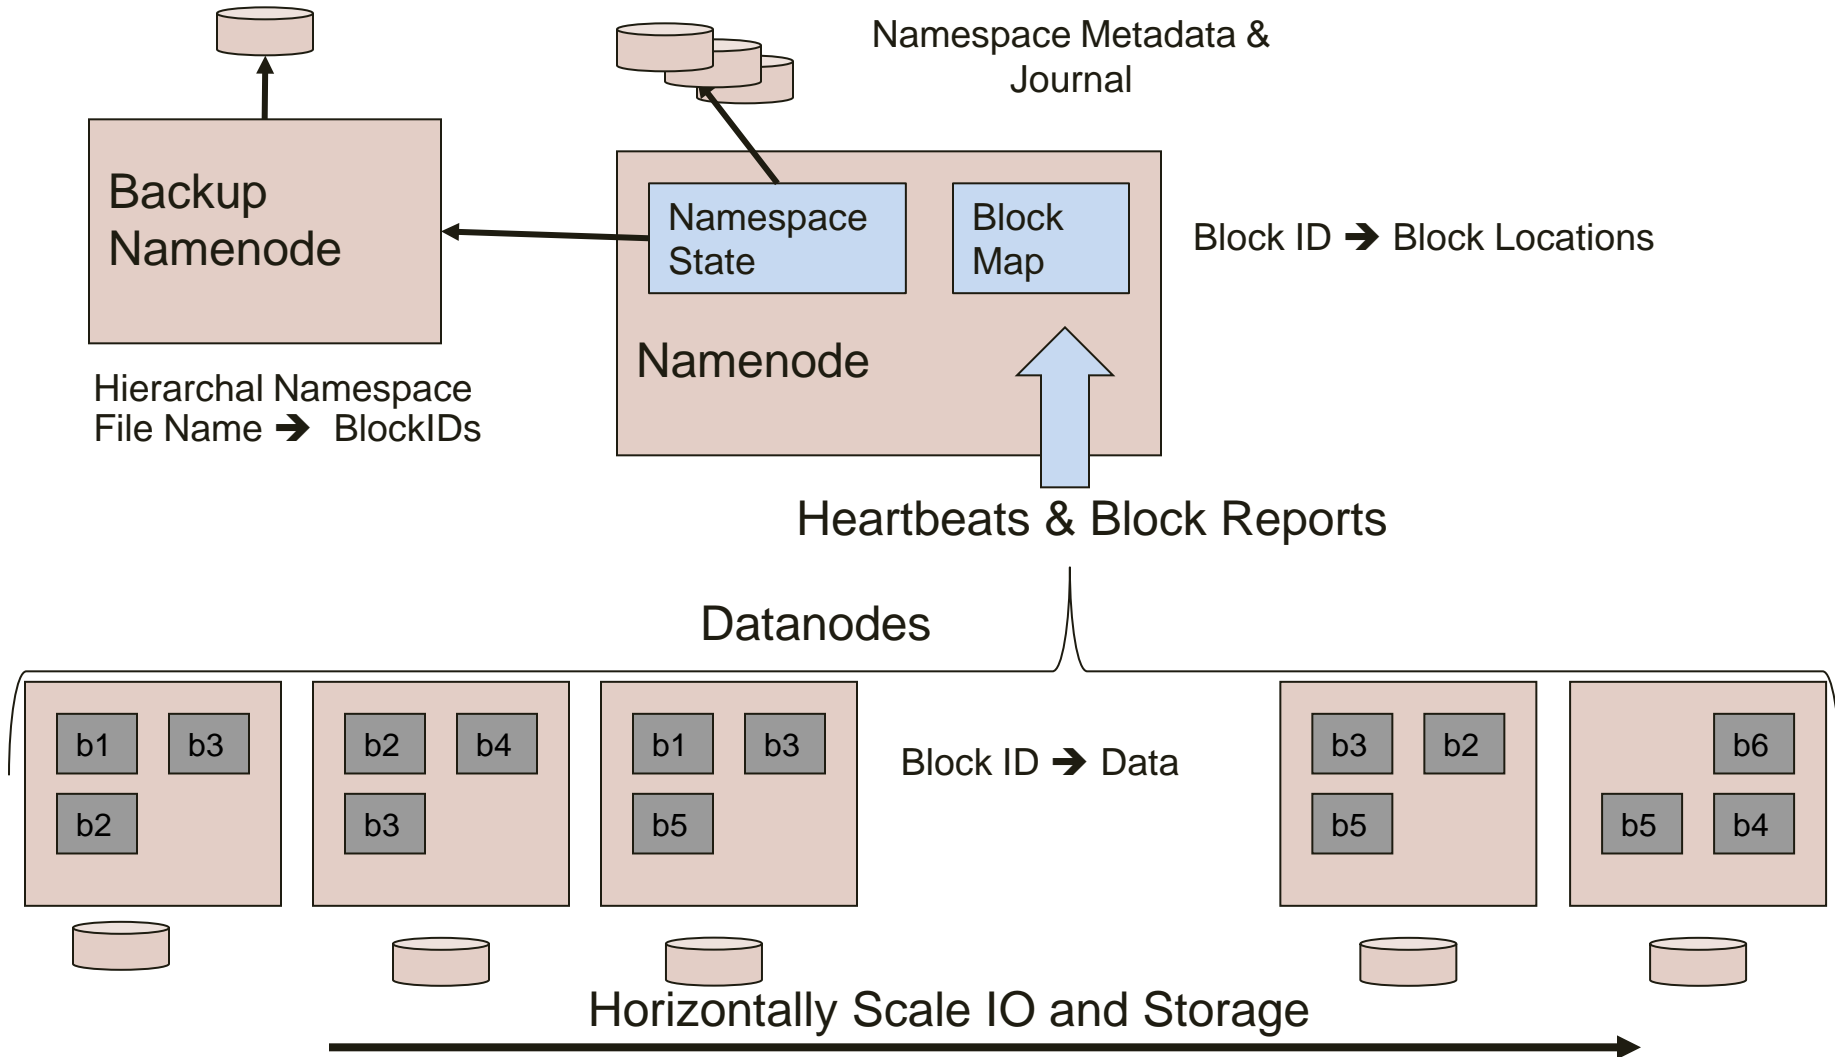 Namespace Metadata &
Journal
Backup
Namenode
Namespace
State
Block
Map
Block ID ➔ Block Locations
Namenode
Hierarchal Namespace
File Name ➔ BlockIDs
Heartbeats & Block Reports
Datanodes
b1 b3
b2
b2 b4
b3
b1 b3
b5
Block ID ➔ Data
b3 b2
b5
b6
b5 b4
Horizontally Scale IO and Storage